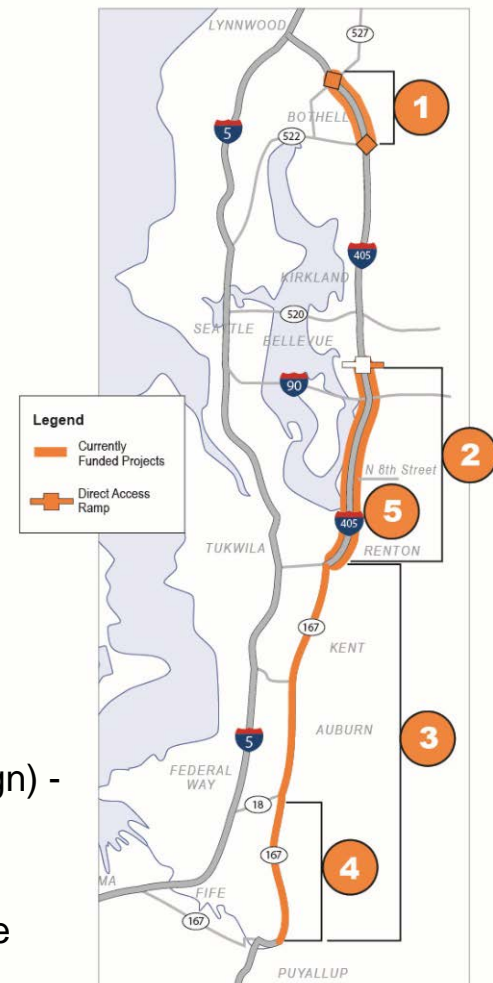 LYNNWOOD
527
1
BOTHELL
5
522
405
KIRKLAND
520
SEATTLE
BELLEVUE
90
Legend
Currently
Funded Projects
Direct Access
Ramp
2
N 8th Street
5
405
TUKWILA
RENTON
167
KENT
3
AUBURN
5
gn) -
FEDERAL
WAY
18
167
4
MA
FIFE
e
167
PUYALLUP